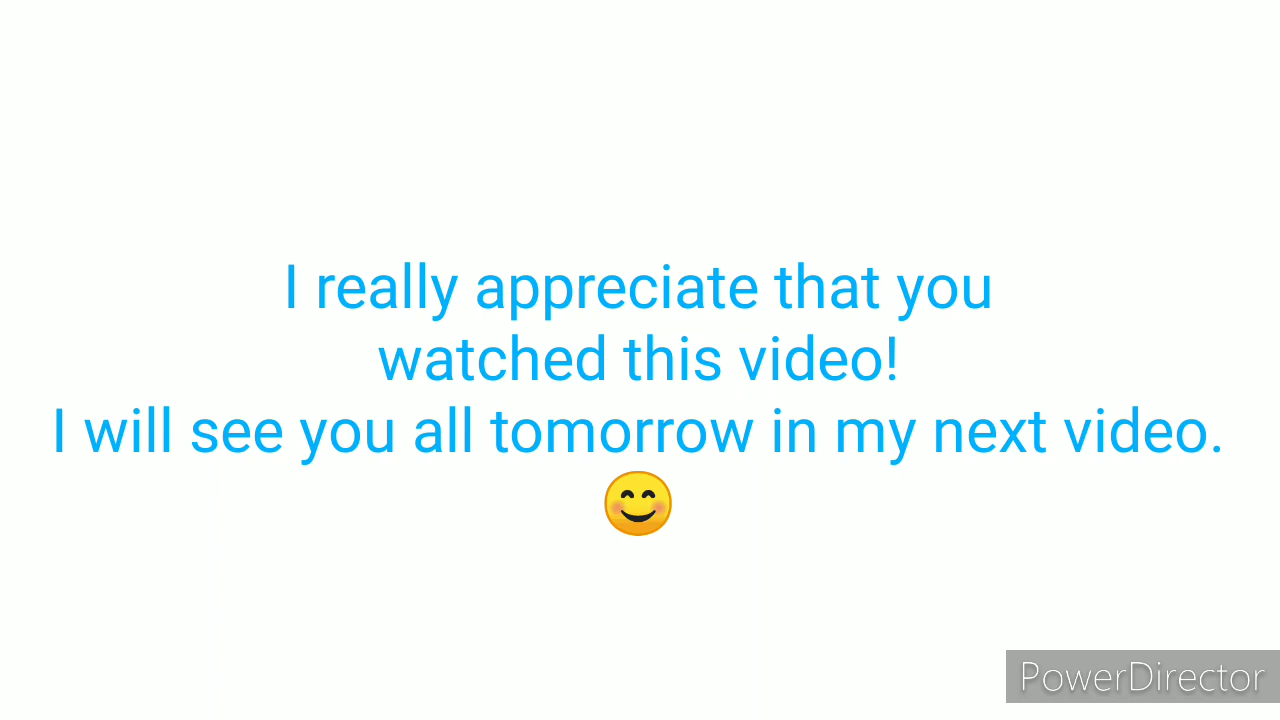 I really appreciate that you
watched this video!
I will see you all tomorrow in my next video.
😊
PowerDirector